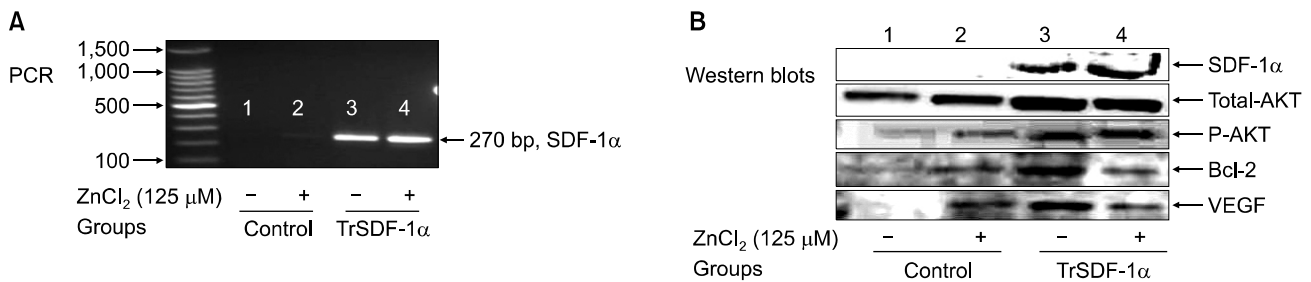 A
PCR
1,500
1,000
500
100
1 2 3 4
270 bp, SDF-1α
ZnCl₂ (125 μM) − + − +
Groups Control TrSDF-1α
B
1 2 3 4
Western blots
SDF-1α
Total-AKT
P-AKT
Bcl-2
VEGF
ZnCl₂ (125 μM) − + − +
Groups Control TrSDF-1α